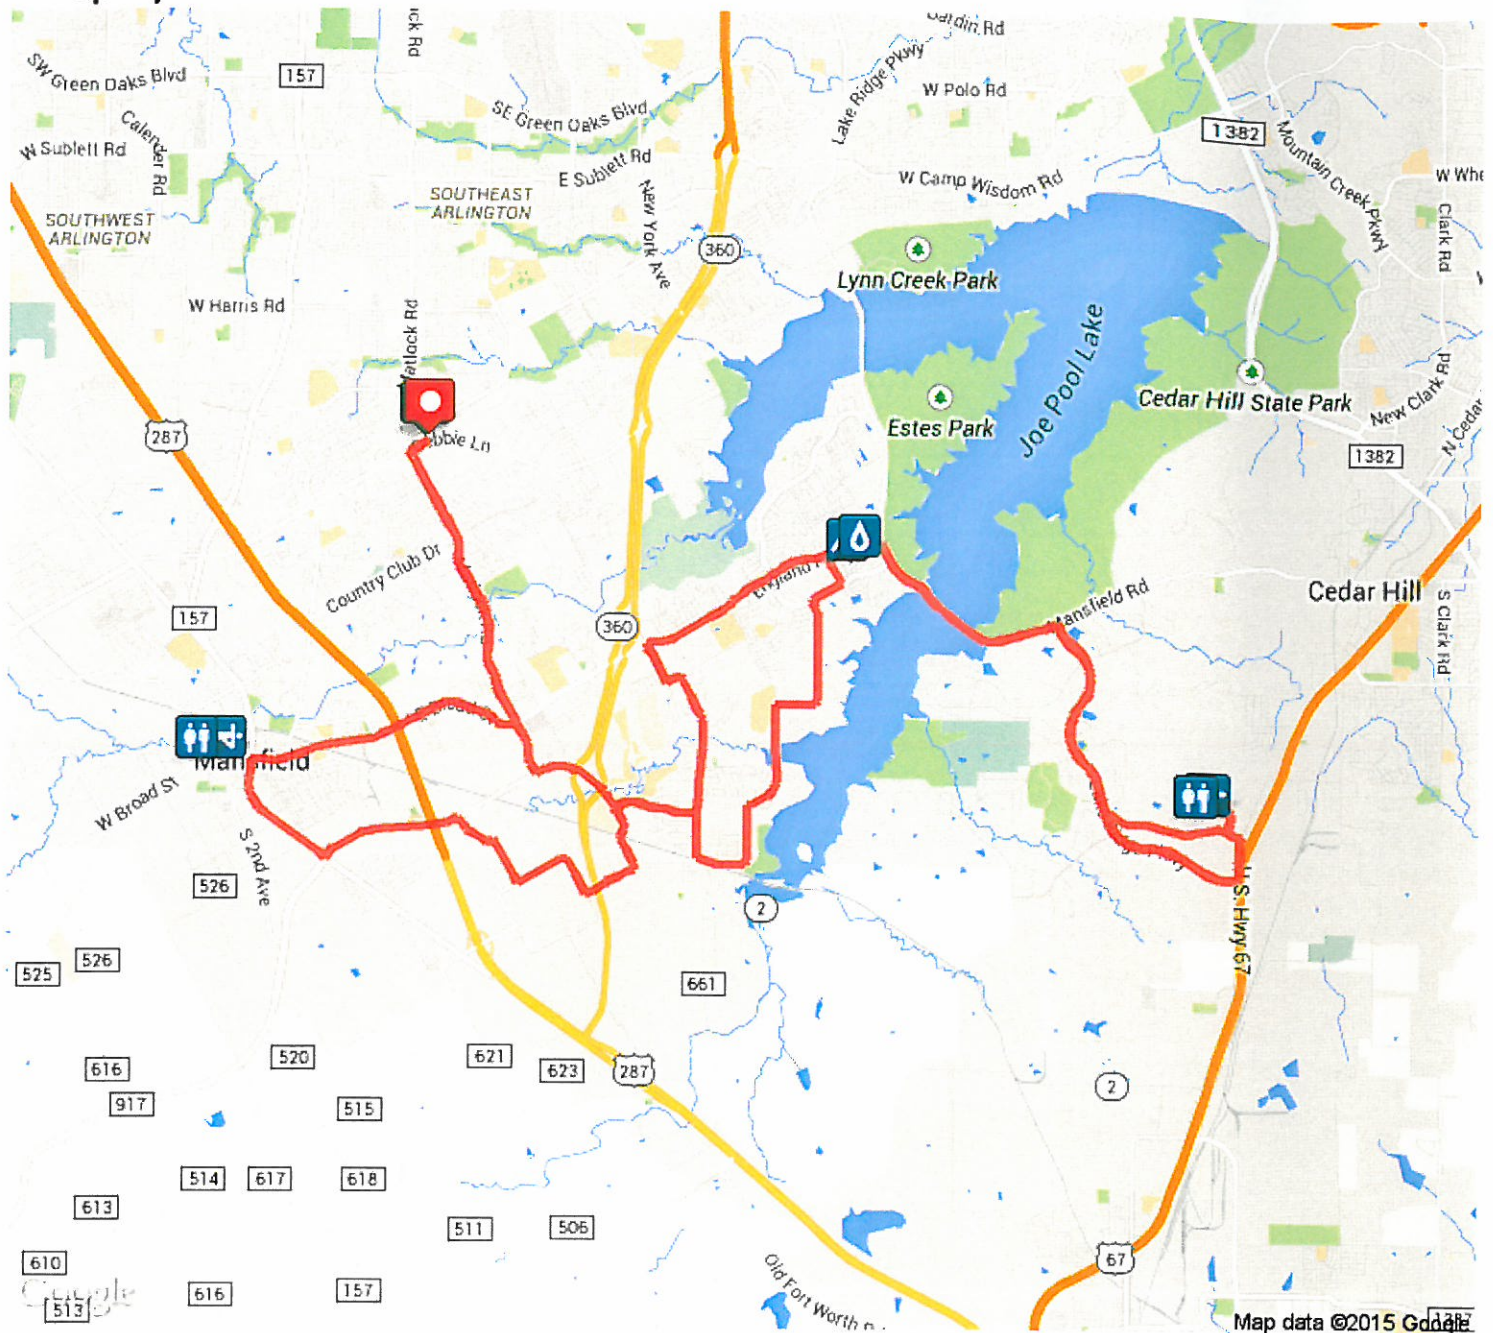 W Polo Rd
Lake Ridge Pkwy
SW Green Oaks Blvd
157
SE Green Oaks Blvd
1382
Mountain Creek Pkwy
Calender Rd
W Sublett Rd
E Sublett Rd
W Camp Wisdom Rd
SOUTHEAST
ARLINGTON
New York Ave
SOUTHWEST
ARLINGTON
Clark Rd
360
Lynn Creek Park
W Harris Rd
Joe Pool Lake
Cedar Hill State Park
New Clark Rd
Estes Park
287
1382
Country Club Dr
157
360
Mansfield Rd
Cedar Hill
S Clark Rd
W Broad St
S 2nd Ave
526
2
U.S. Hwy 67
525
526
661
616
520
621
623
287
2
917
515
514
617
618
613
511
506
610
67
513
616
157
Old Fort Worth
Google
Map data ©2015 Google